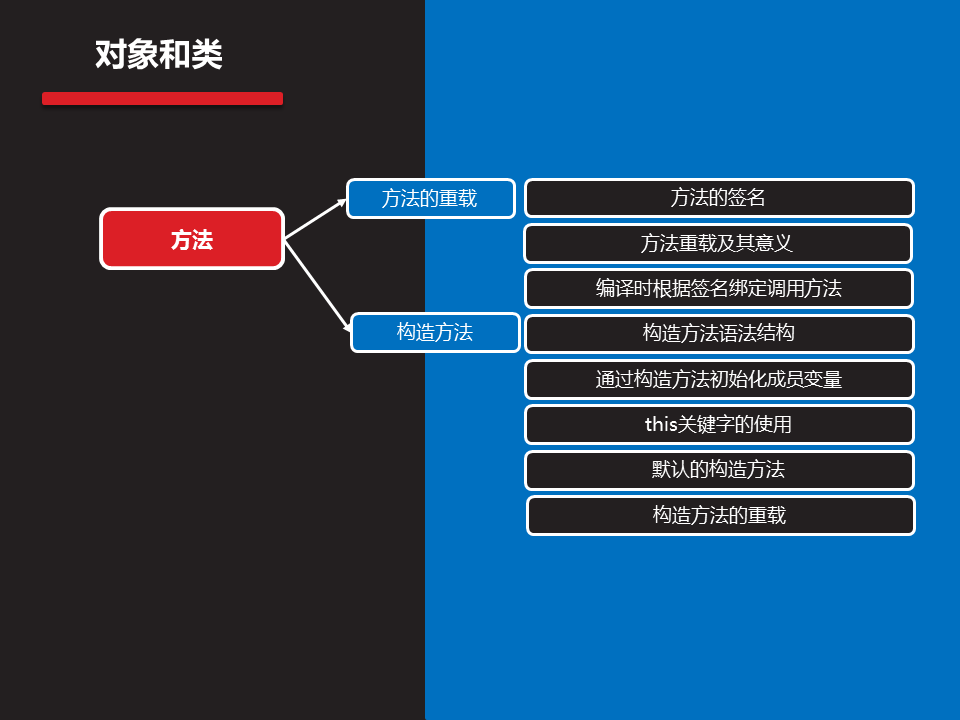 对象和类
方法
方法的重载
方法的签名
方法重载及其意义
编译时根据签名绑定调用方法
构造方法
构造方法语法结构
通过构造方法初始化成员变量
this关键字的使用
默认的构造方法
构造方法的重载